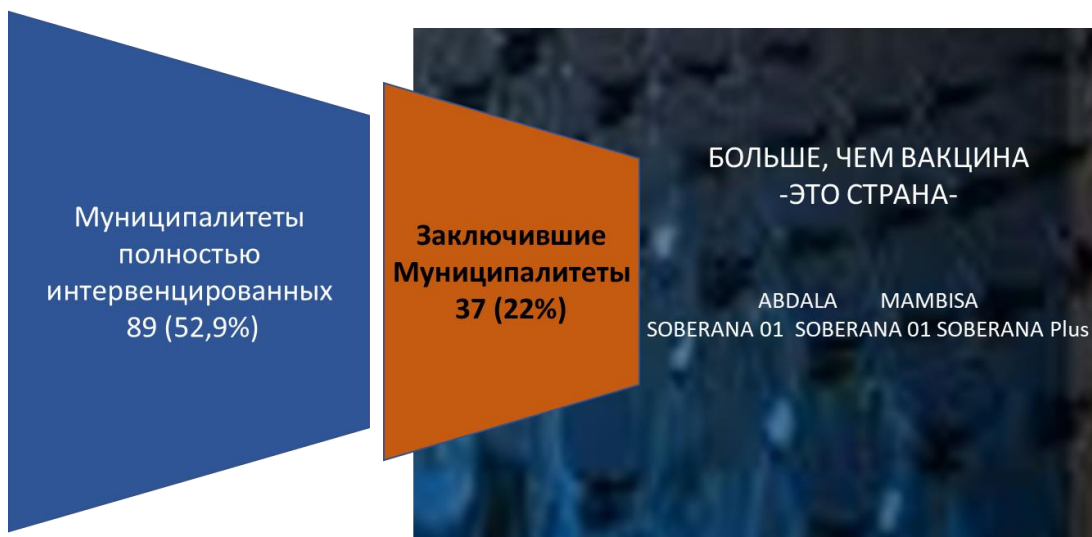 Муниципалитеты
полностью
интервенцированных
89 (52,9%)
Заключившие
Муниципалитеты
37 (22%)
БОЛЬШЕ, ЧЕМ ВАКЦИНА
-ЭТО СТРАНА-
ABDALA MAMBISA
SOBERANA 01 SOBERANA 01 SOBERANA Plus